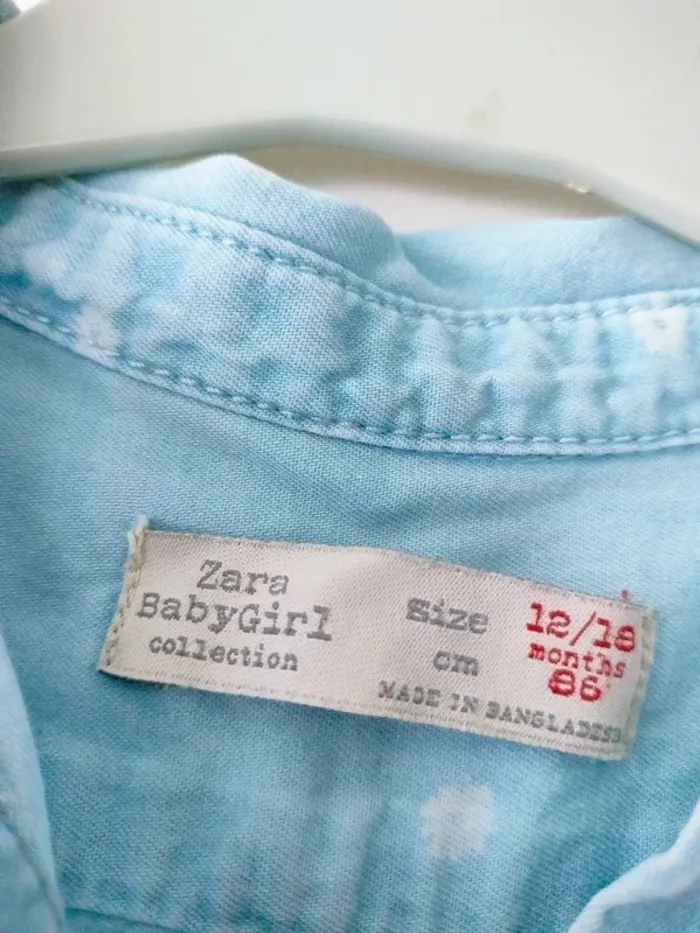 Zara
BabyGirl
collection
Size 12/18
months
cm 86
MADE IN BANGLADESH